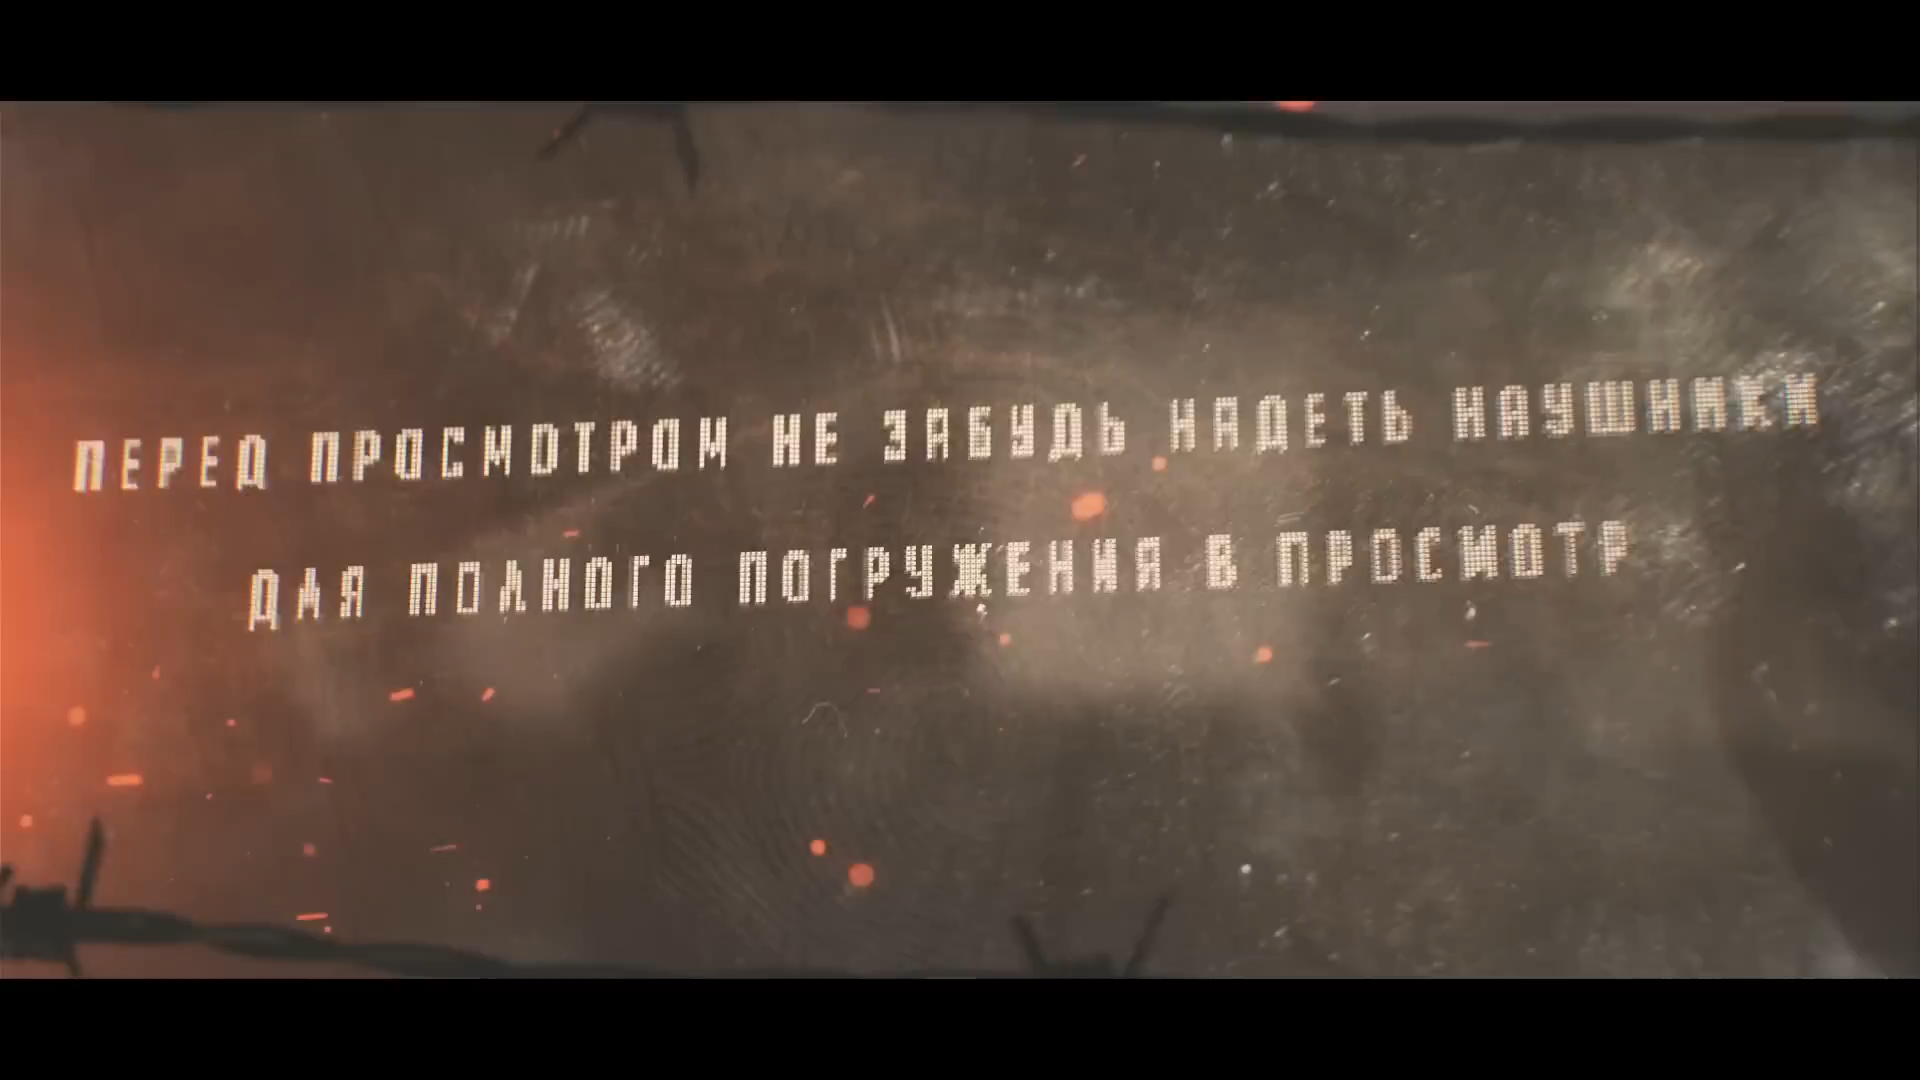 ПЕРЕД ПРОСМОТРОМ НЕ ЗАБУДЬ НАДЕТЬ НАУШНИКИ
ДЛЯ ПОЛНОГО ПОГРУЖЕНИЯ В ПРОСМОТР